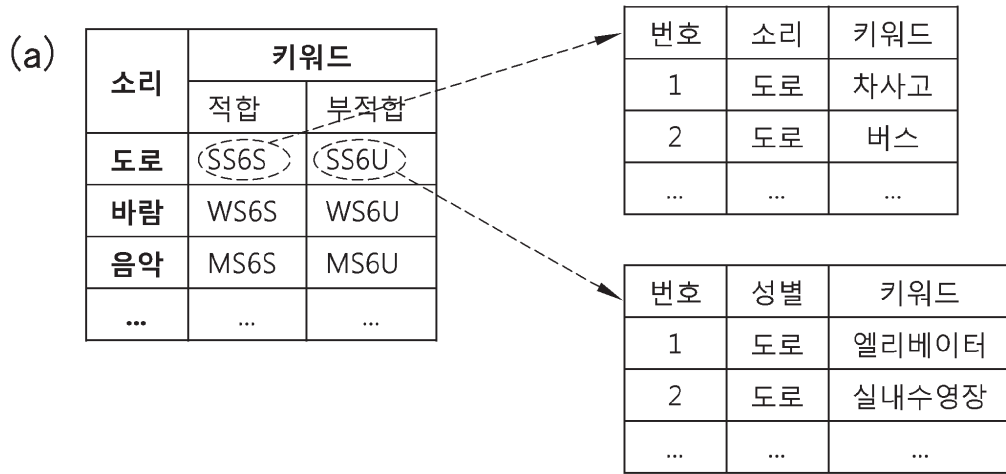 (a)
소리 키워드
적합 부적합
도로 SS6S SS6U
바람 WS6S WS6U
음악 MS6S MS6U
... ... ...
번호 소리 키워드
1 도로 차사고
2 도로 버스
... ... ...
번호 성별 키워드
1 도로 엘리베이터
2 도로 실내수영장
... ... ...